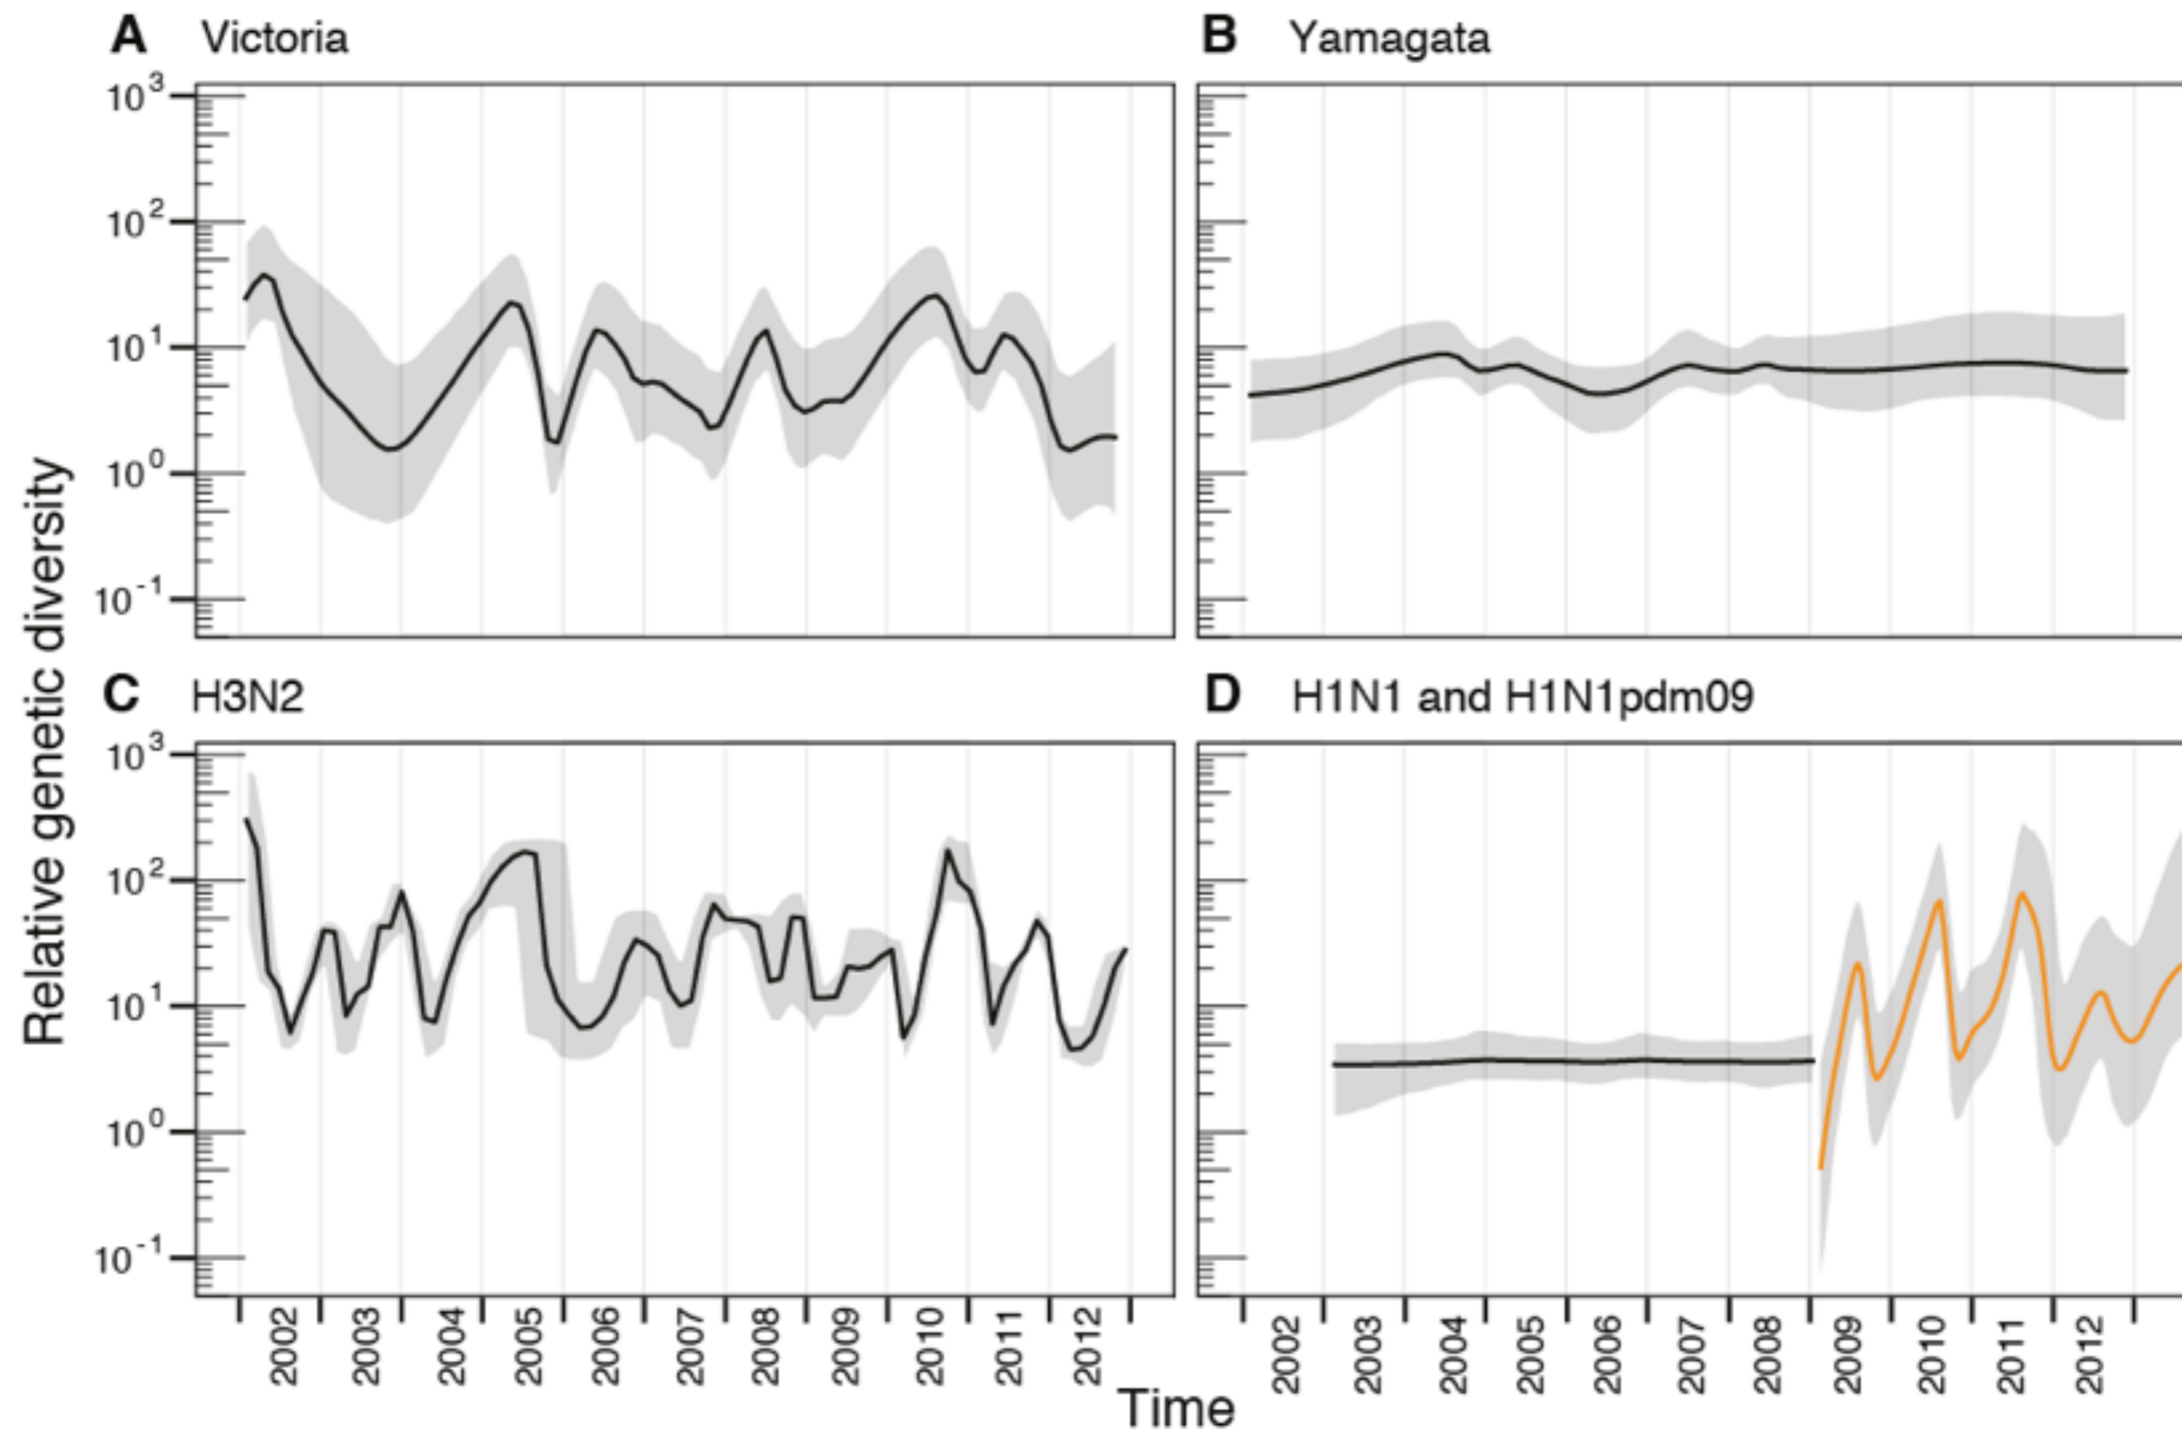 A Victoria
B Yamagata
10³
10²
10¹
10⁰
10⁻¹
Relative genetic diversity
C H3N2
D H1N1 and H1N1pdm09
10³
10²
10¹
10⁰
10⁻¹
2002 2003 2004 2005 2006 2007 2008 2009 2010 2011 2012
2002 2003 2004 2005 2006 2007 2008 2009 2010 2011 2012
Time